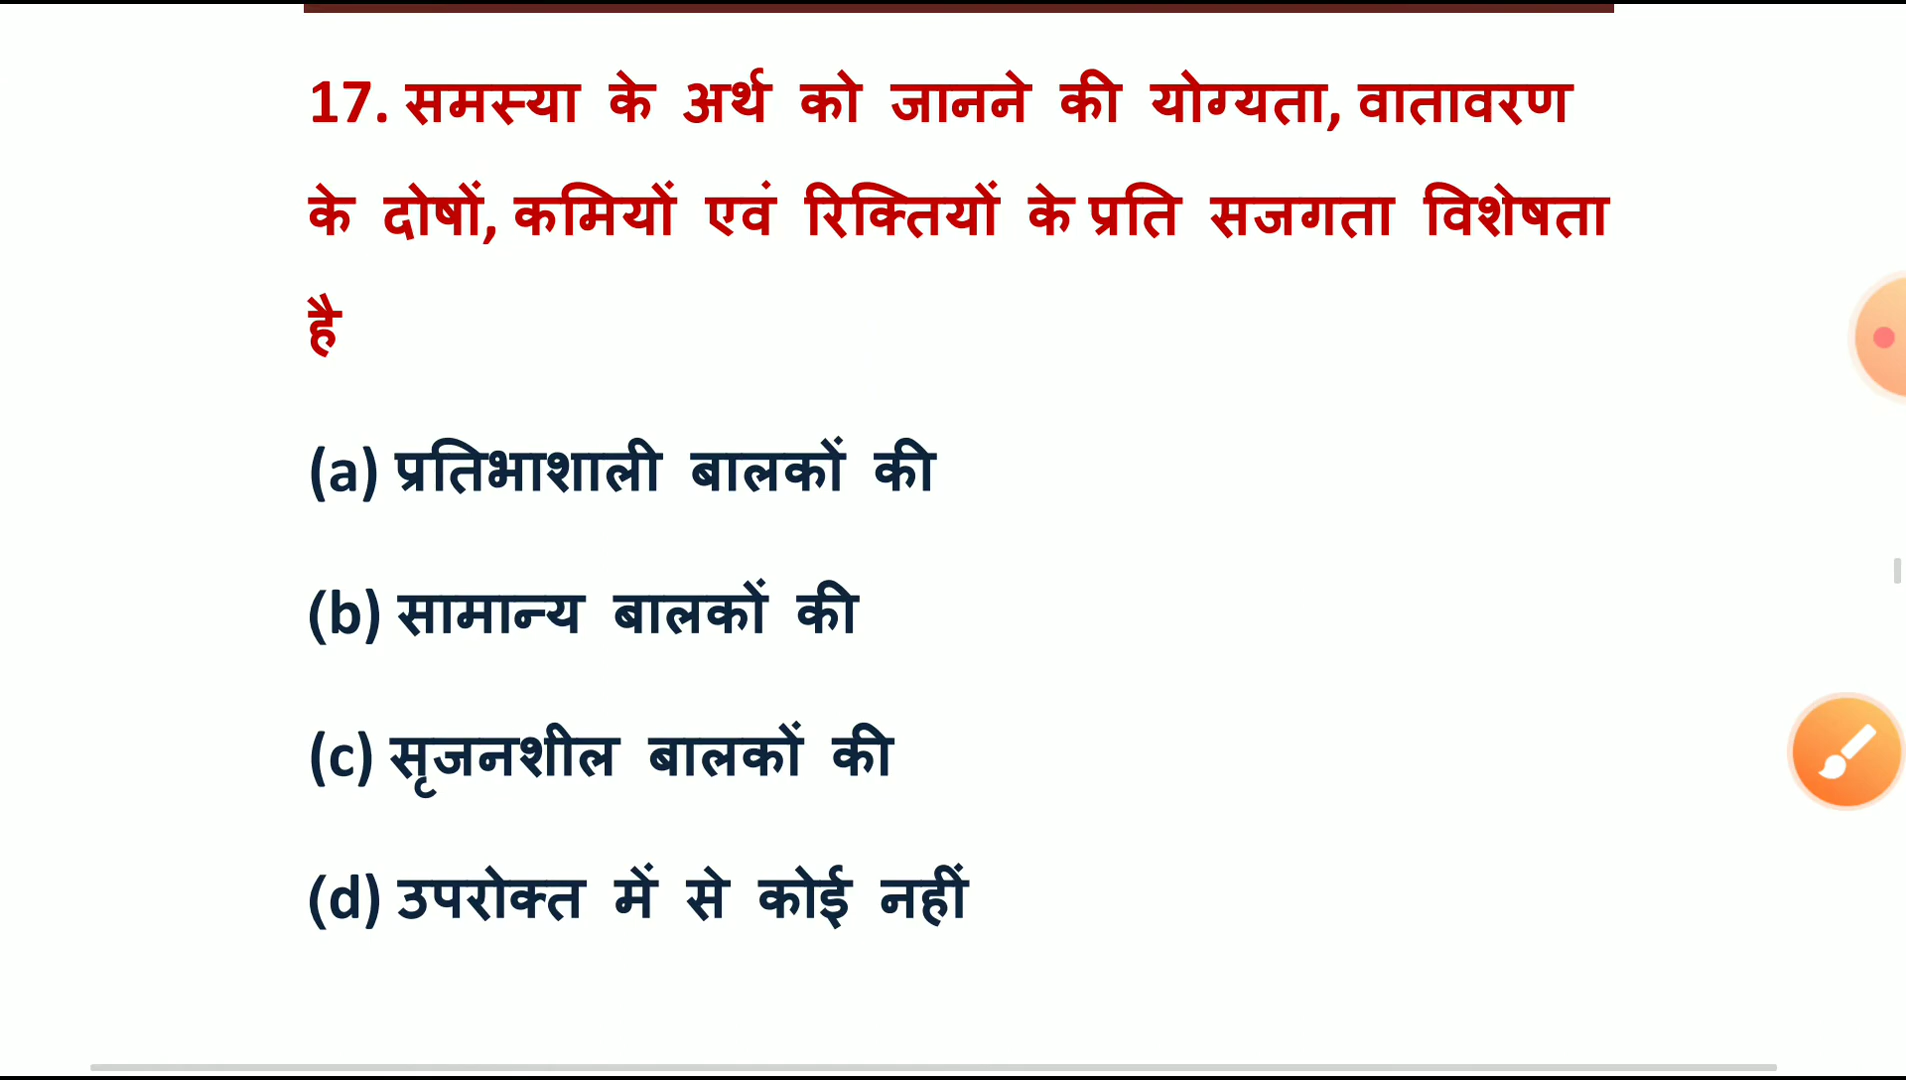 17. समस्या के अर्थ को जानने की योग्यता, वातावरण
के दोषों, कमियों एवं रिक्तियों के प्रति सजगता विशेषता
है
(a) प्रतिभाशाली बालकों की
(b) सामान्य बालकों की
(c) सृजनशील बालकों की
(d) उपरोक्त में से कोई नहीं